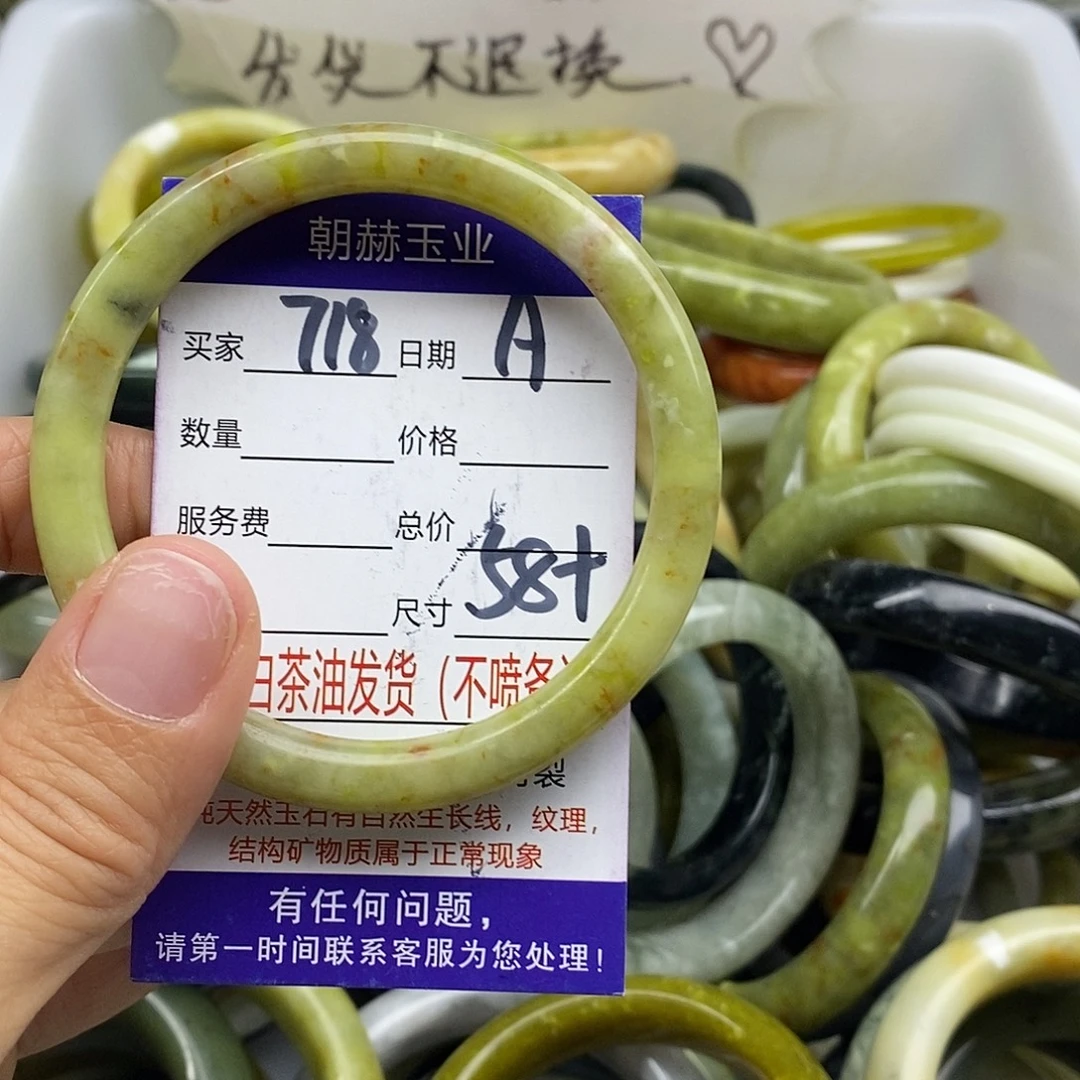 发货不退换 ♡
朝赫玉业
买家 718 日期 A
数量 价格
服务费 总价
尺寸 58+
白茶油发货（不喷
裂
纯天然玉石有自然生长线，纹理，
结构矿物质属于正常现象
有任何问题，
请第一时间联系客服为您处理！